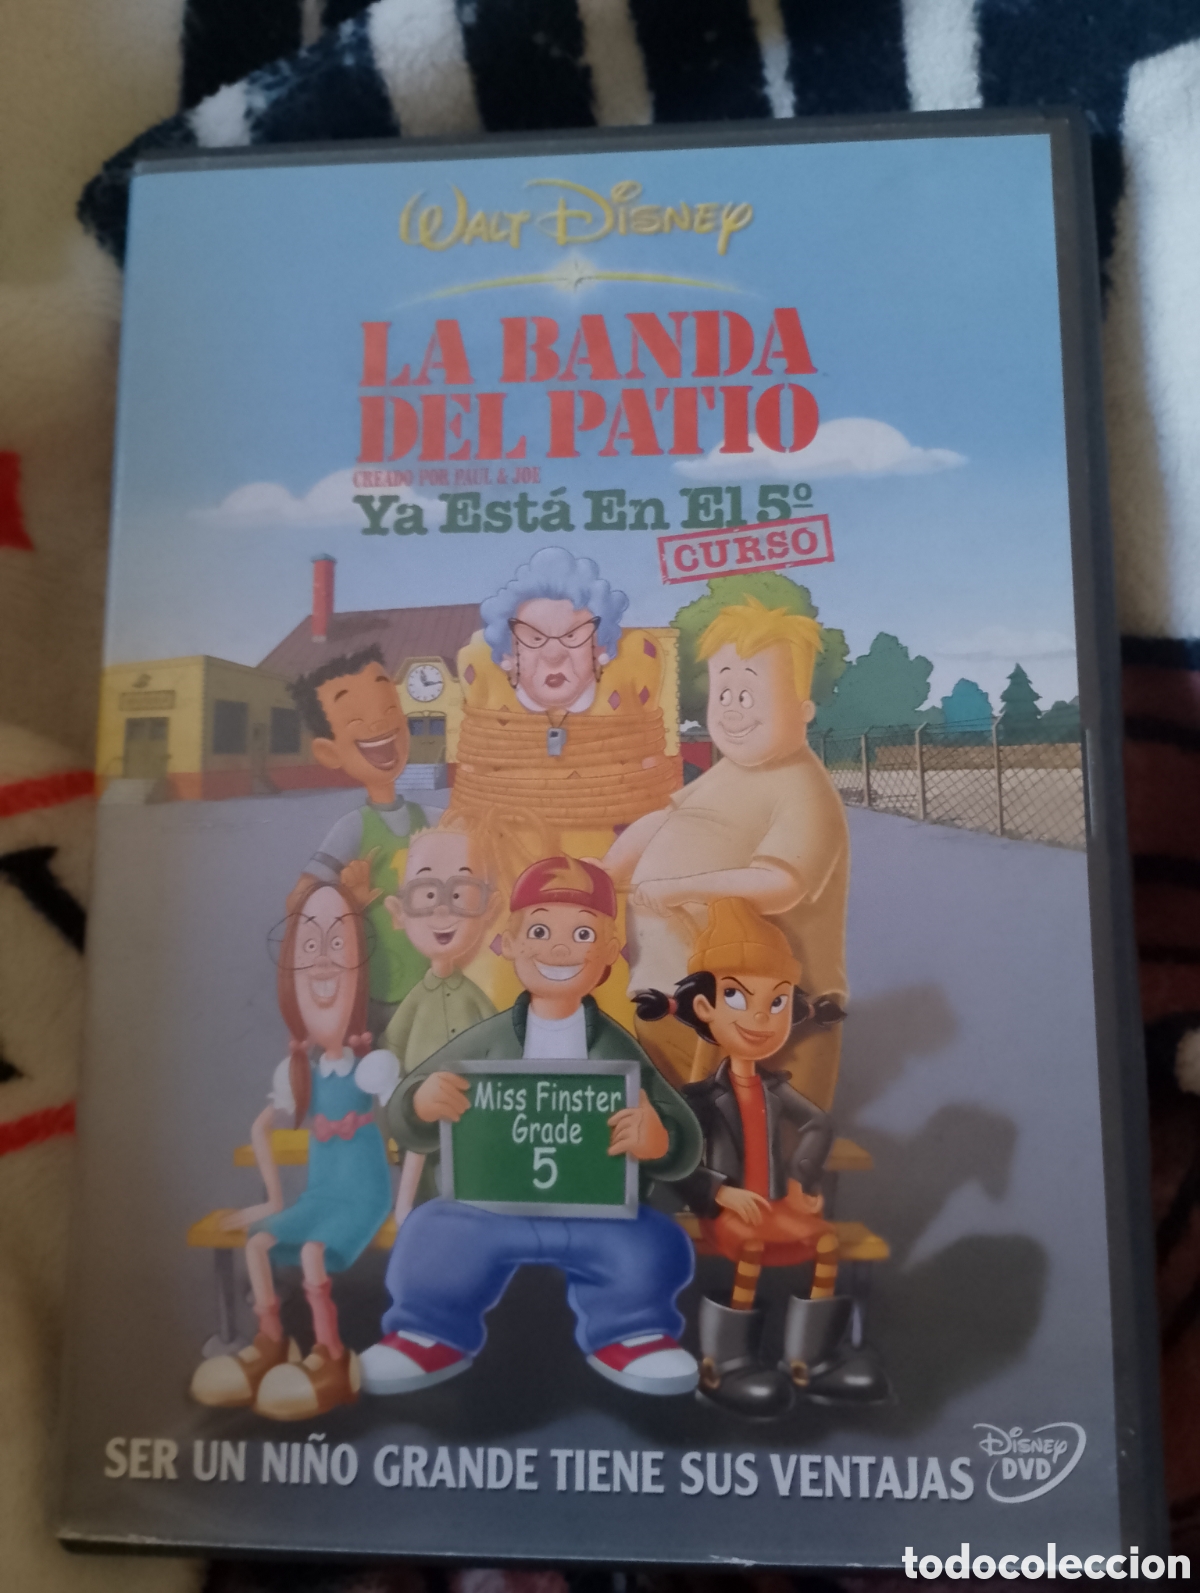 WALT DISNEY
LA BANDA
DEL PATIO
CREADO POR PAUL & JOE
Ya Está En El 5º
CURSO
Miss Finster
Grade
5
SER UN NIÑO GRANDE TIENE SUS VENTAJAS
DISNEY
DVD
todocoleccion